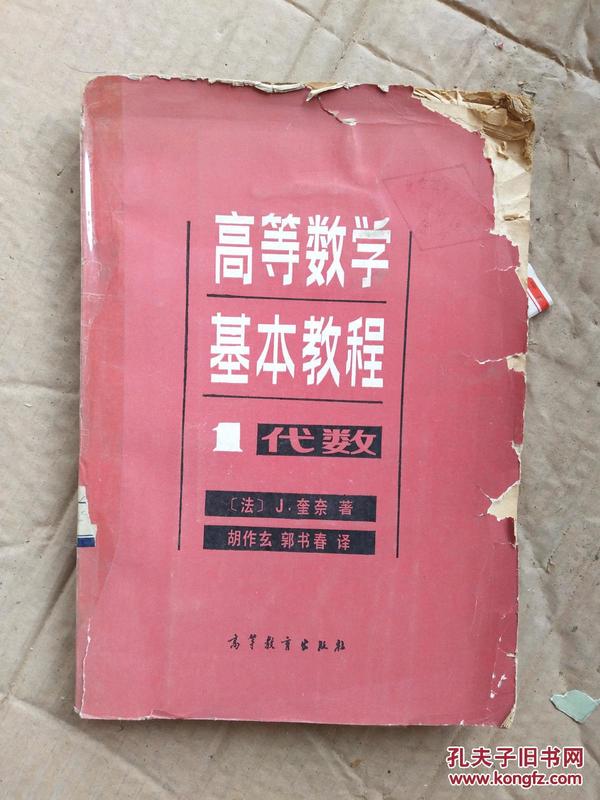 高等数学
基本教程
1 代数
〔法〕J·奎奈 著
胡作玄 郭书春 译
高等教育出版社
孔夫子旧书网
www.kongfz.com